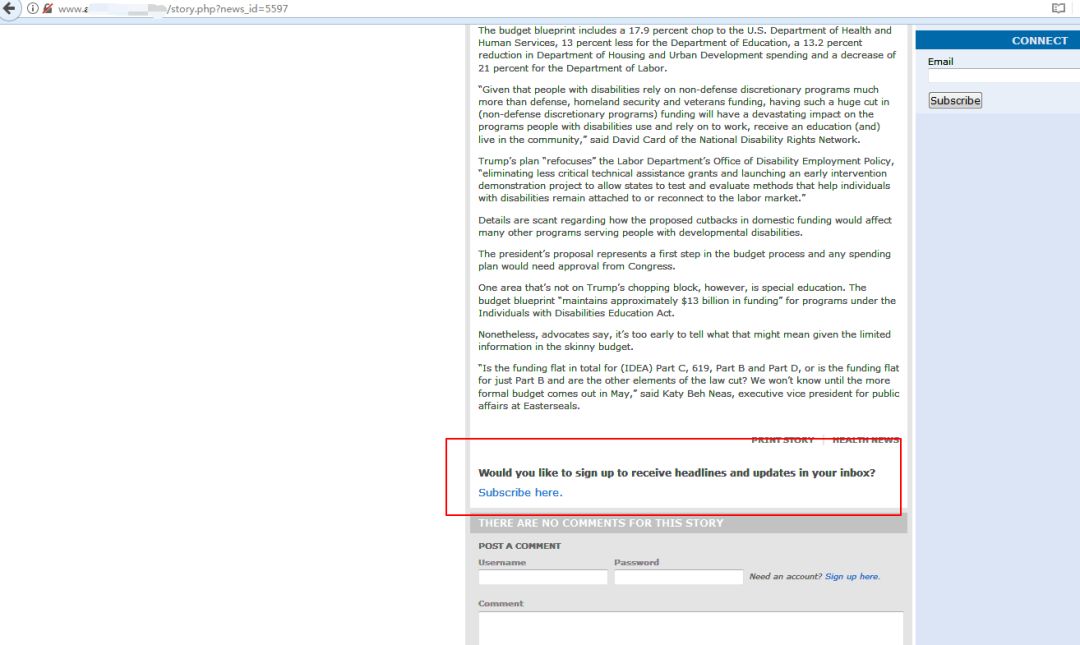 www.a /story.php?news_id=5597
The budget blueprint includes a 17.9 percent chop to the U.S. Department of Health and
Human Services, 13 percent less for the Department of Education, a 13.2 percent
reduction in Department of Housing and Urban Development spending and a decrease of
21 percent for the Department of Labor.
“Given that people with disabilities rely on non-defense discretionary programs much
more than defense, homeland security and veterans funding, having such a huge cut in
(non-defense discretionary programs) funding will have a devastating impact on the
programs people with disabilities use and rely on to work, receive an education (and)
live in the community,” said David Card of the National Disability Rights Network.
Trump’s plan “refocuses” the Labor Department’s Office of Disability Employment Policy,
“eliminating less critical technical assistance grants and launching an early intervention
demonstration project to allow states to test and evaluate methods that help individuals
with disabilities remain attached to or reconnect to the labor market.”
Details are scant regarding how the proposed cutbacks in domestic funding would affect
many other programs serving people with developmental disabilities.
The president’s proposal represents a first step in the budget process and any spending
plan would need approval from Congress.
One area that’s not on Trump’s chopping block, however, is special education. The
budget blueprint “maintains approximately $13 billion in funding” for programs under the
Individuals with Disabilities Education Act.
Nonetheless, advocates say, it’s too early to tell what that might mean given the limited
information in the skinny budget.
“Is the funding flat in total for (IDEA) Part C, 619, Part B and Part D, or is the funding flat
for just Part B and are the other elements of the law cut? We won’t know until the more
formal budget comes out in May,” said Katy Beh Neas, executive vice president for public
affairs at Easterseals.
PRINT STORY | HEALTH NEWS
Would you like to sign up to receive headlines and updates in your inbox?
Subscribe here.
THERE ARE NO COMMENTS FOR THIS STORY
POST A COMMENT
Username Password
Need an account? Sign up here.
Comment
CONNECT
Email
Subscribe